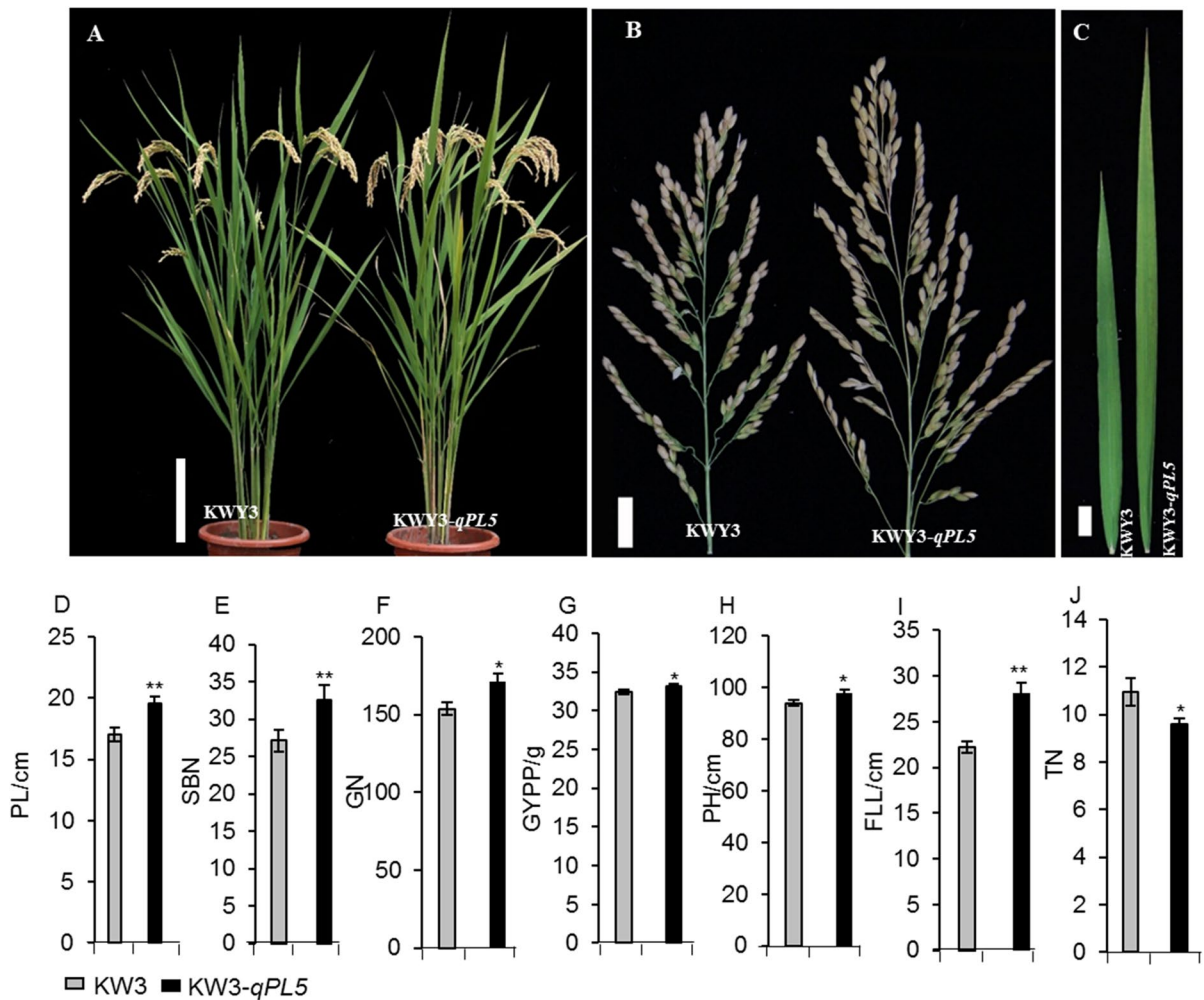 A
KWY3
KWY3-qPL5
B
KWY3
KWY3-qPL5
C
KWY3
KWY3-qPL5
D
PL/cm
25
20
15
10
5
0
**
E
SBN
40
35
30
25
20
15
10
5
0
**
F
GN
200
150
100
50
0
*
G
GYPP/g
40
35
30
25
20
15
10
5
0
*
H
PH/cm
120
100
80
60
40
20
0
*
I
FLL/cm
35
30
25
20
15
10
5
0
**
J
TN
14
12
10
8
6
4
2
0
*
KW3 KW3-qPL5